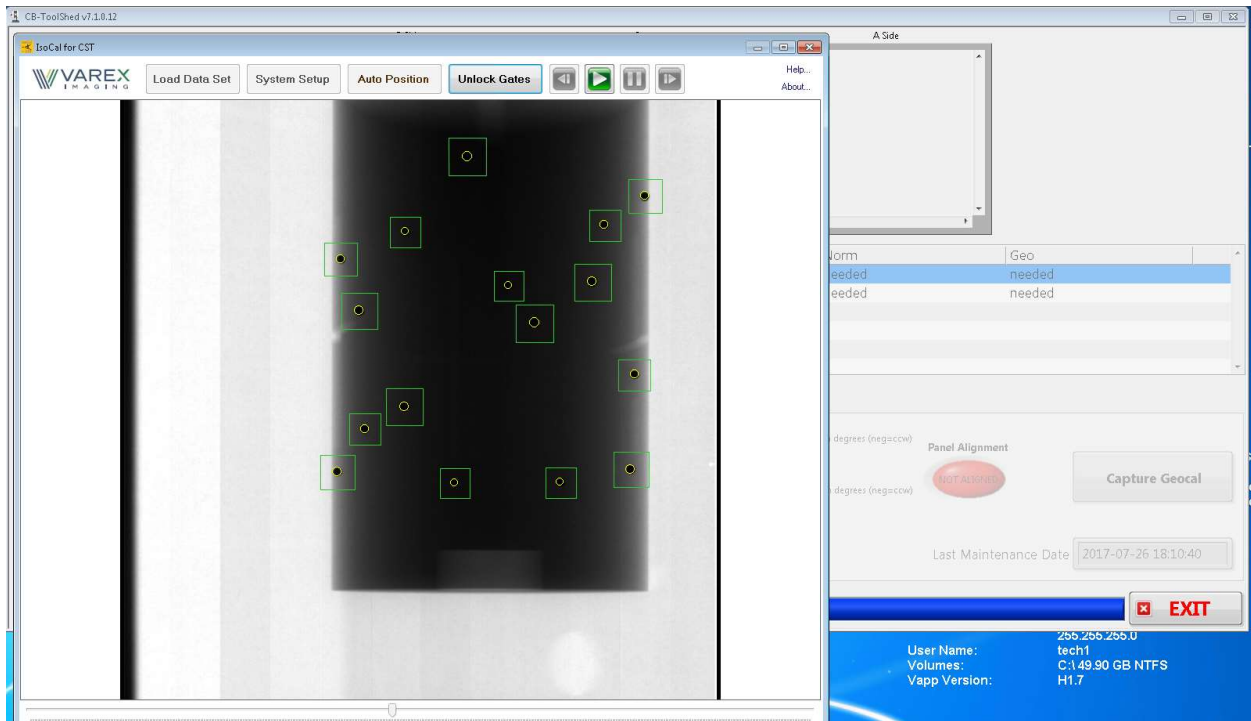 CB-ToolShed v7.1.0.12
A Side
IsoCal for CST
VAREX
IMAGING
Load Data Set
System Setup
Auto Position
Unlock Gates
Help...
About...
Geo
needed
needed
degrees (neg=ccw)
Panel Alignment
NOT ALIGNED
Capture Geocal
degrees (neg=ccw)
Last Maintenance Date
2017-07-26 18:10:40
EXIT
255.255.255.0
User Name: tech1
Volumes: C:\ 49.90 GB NTFS
Vapp Version: H1.7